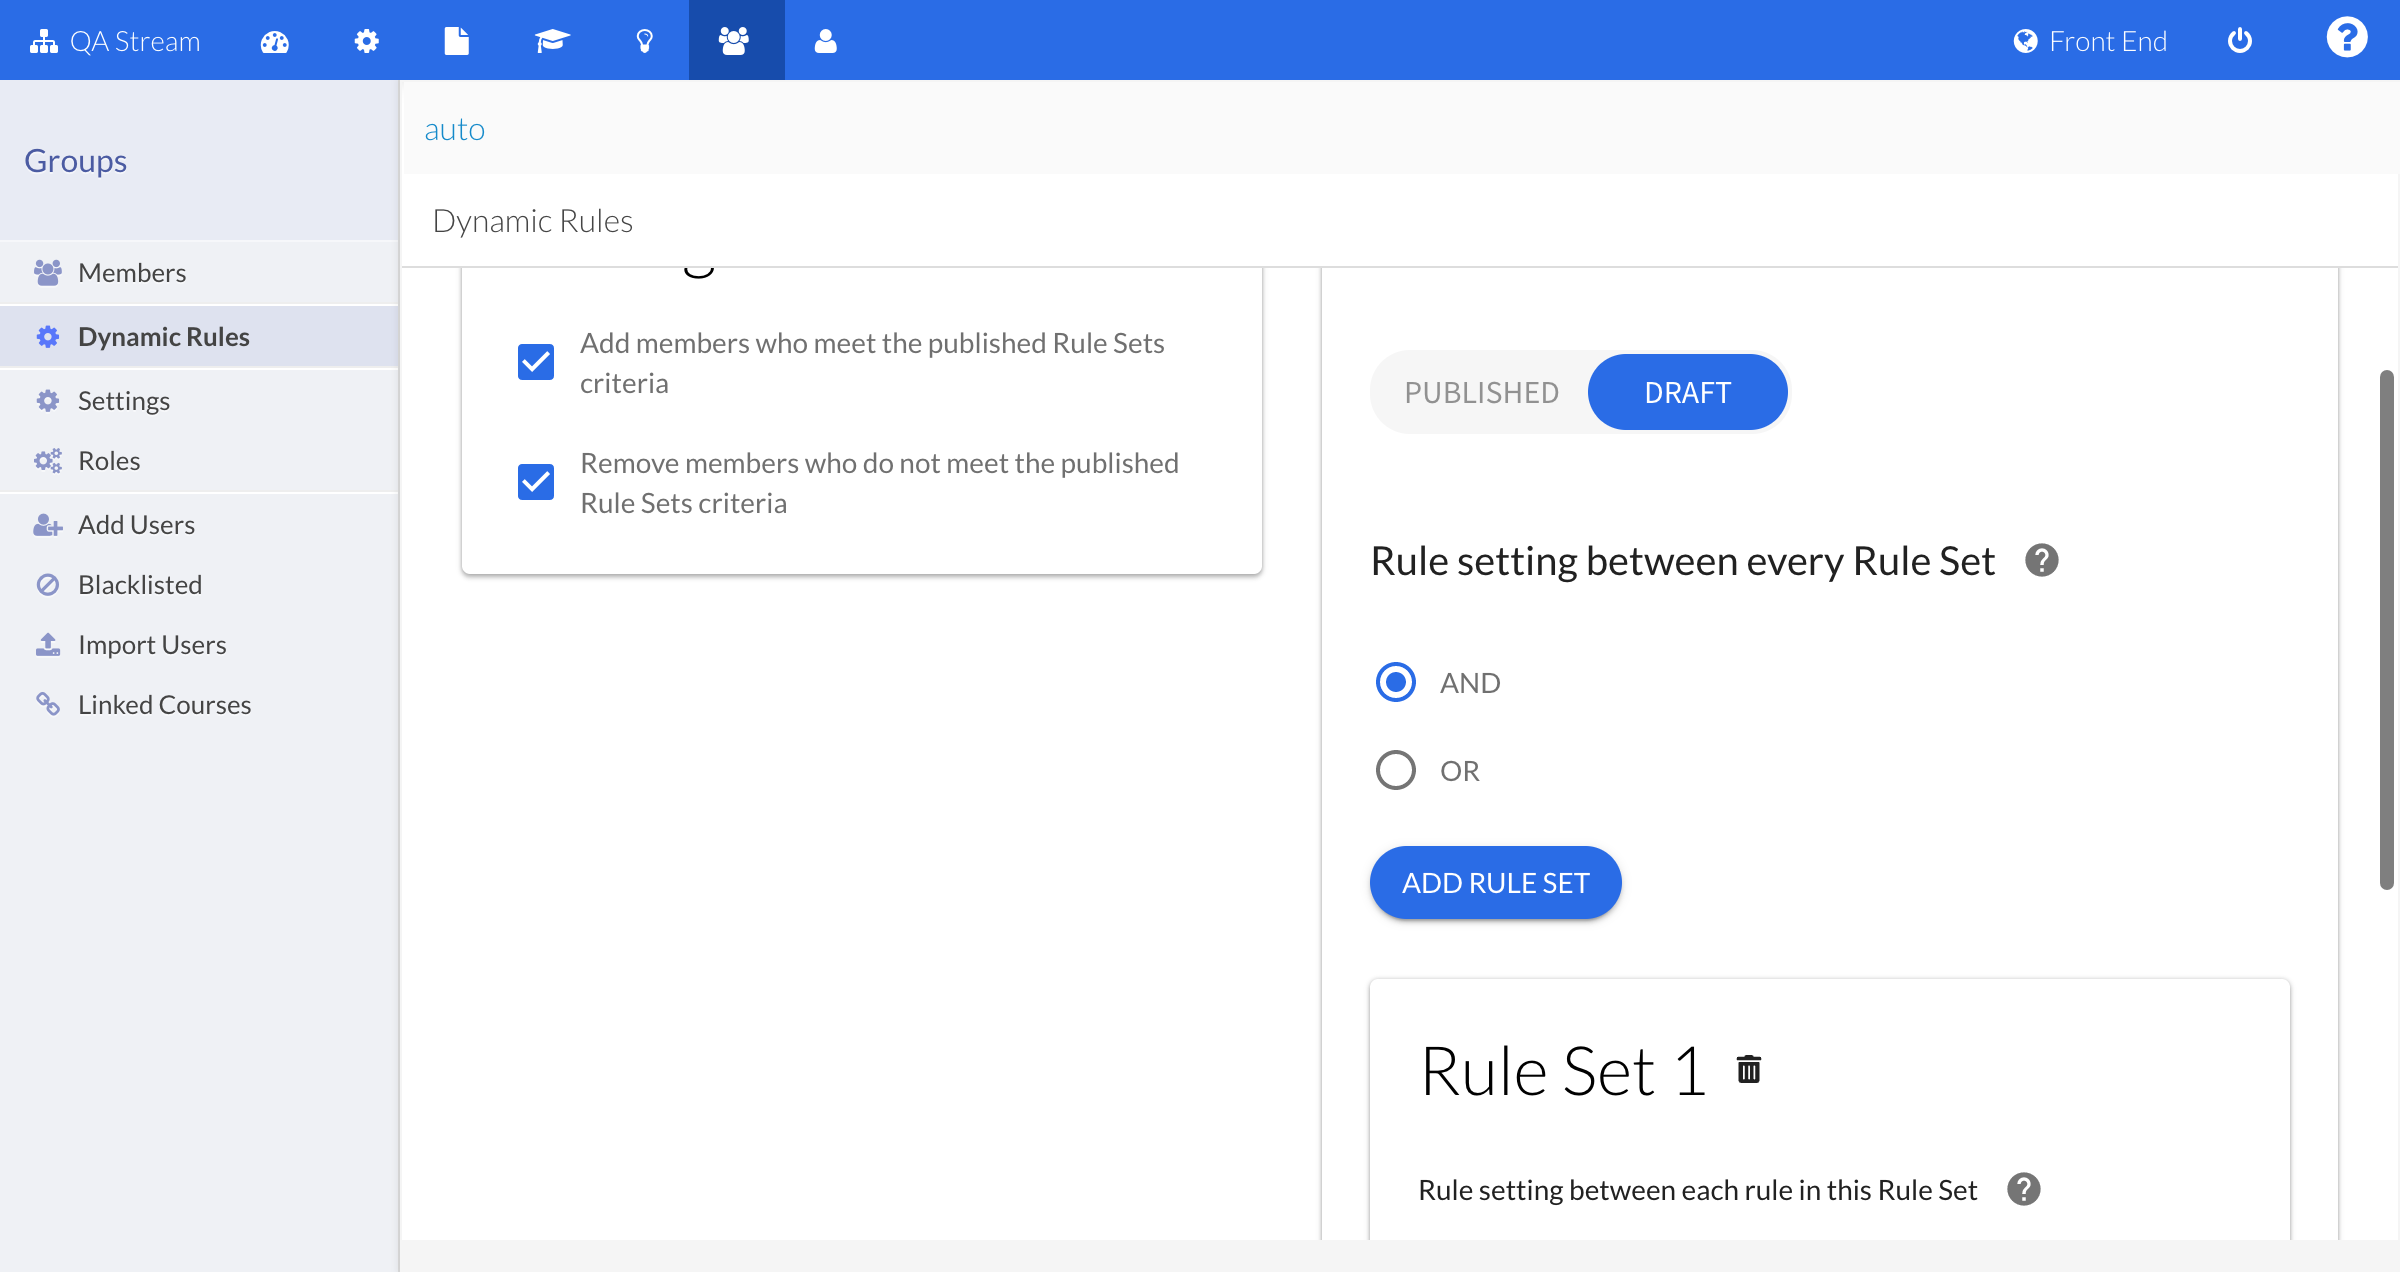 QA Stream
Front End
Groups
Members
Dynamic Rules
Settings
Roles
Add Users
Blacklisted
Import Users
Linked Courses
auto
Dynamic Rules
Add members who meet the published Rule Sets
criteria
Remove members who do not meet the published
Rule Sets criteria
PUBLISHED DRAFT
Rule setting between every Rule Set
AND
OR
ADD RULE SET
Rule Set 1
Rule setting between each rule in this Rule Set